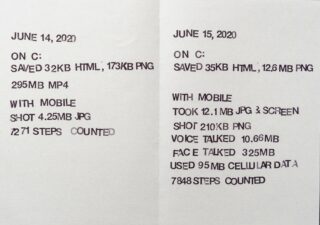 JUNE 14, 2020
ON C:
SAVED 32KB HTML, 173KB PNG
295MB MP4
WITH MOBILE
SHOT 4.25MB JPG
7271 STEPS COUNTED
JUNE 15, 2020
ON C:
SAVED 35KB HTML, 12,6 MB PNG
WITH MOBILE
TOOK 12,1 MB JPG & SCREEN
SHOT 210KB PNG
VOICE TALKED 10.66MB
FACE TALKED 325MB
USED 95MB CELLULAR DATA
7848 STEPS COUNTED